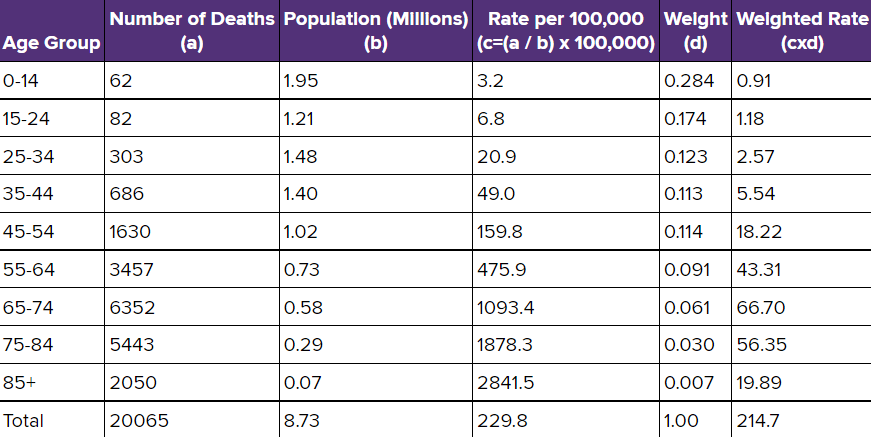 Age Group Number of Deaths (a) Population (Millions) (b) Rate per 100,000 (c=(a / b) x 100,000) Weight (d) Weighted Rate (cxd)
0-14 62 1.95 3.2 0.284 0.91
15-24 82 1.21 6.8 0.174 1.18
25-34 303 1.48 20.9 0.123 2.57
35-44 686 1.40 49.0 0.113 5.54
45-54 1630 1.02 159.8 0.114 18.22
55-64 3457 0.73 475.9 0.091 43.31
65-74 6352 0.58 1093.4 0.061 66.70
75-84 5443 0.29 1878.3 0.030 56.35
85+ 2050 0.07 2841.5 0.007 19.89
Total 20065 8.73 229.8 1.00 214.7